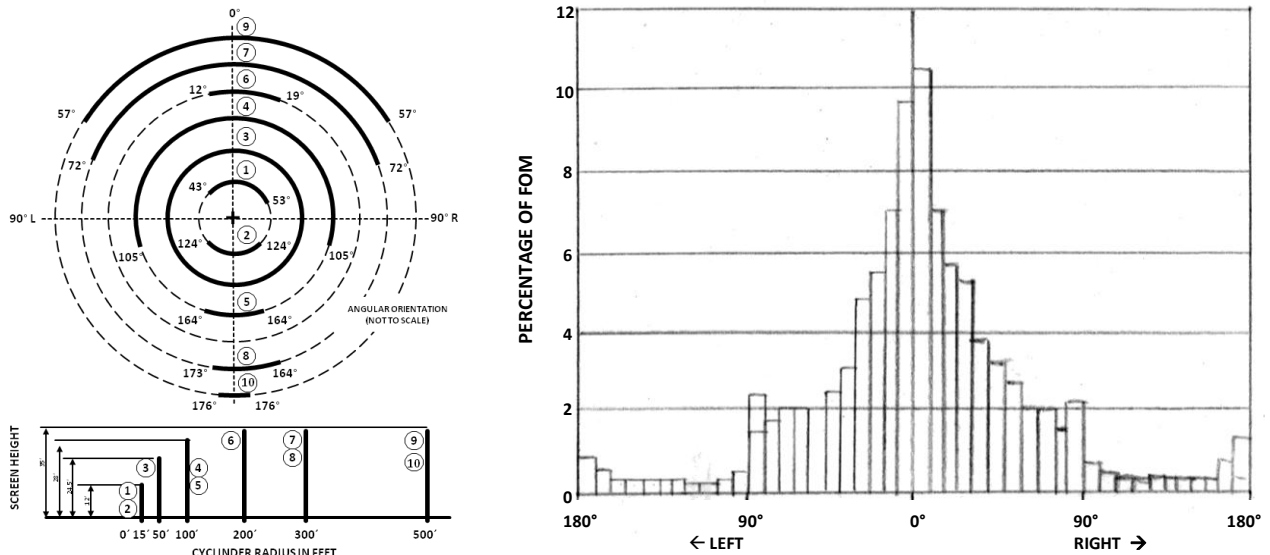 0°
9
7
6
12° 19°
4
57° 57°
3
72° 72°
1
43° 53°
90° L 90° R
2
124° 124°
105° 105°
5
ANGULAR ORIENTATION
(NOT TO SCALE)
164° 164°
8
173° 164°
10
176° 176°
SCREEN HEIGHT
6 7 9
3 4 8 10
1 5
2
0′ 15′ 50′ 100′ 200′ 300′ 500′
CYCLINDER RADIUS IN FEET
PERCENTAGE OF FOM
12
10
8
6
4
2
0
180° 90° 0° 90° 180°
← LEFT RIGHT →